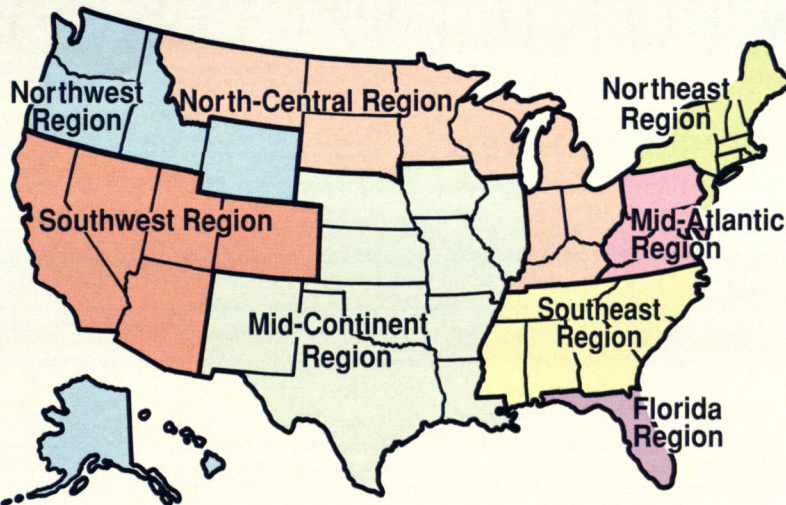 Northwest
Region
North-Central Region
Northeast
Region
Southwest Region
Mid-Atlantic
Region
Mid-Continent
Region
Southeast
Region
Florida
Region